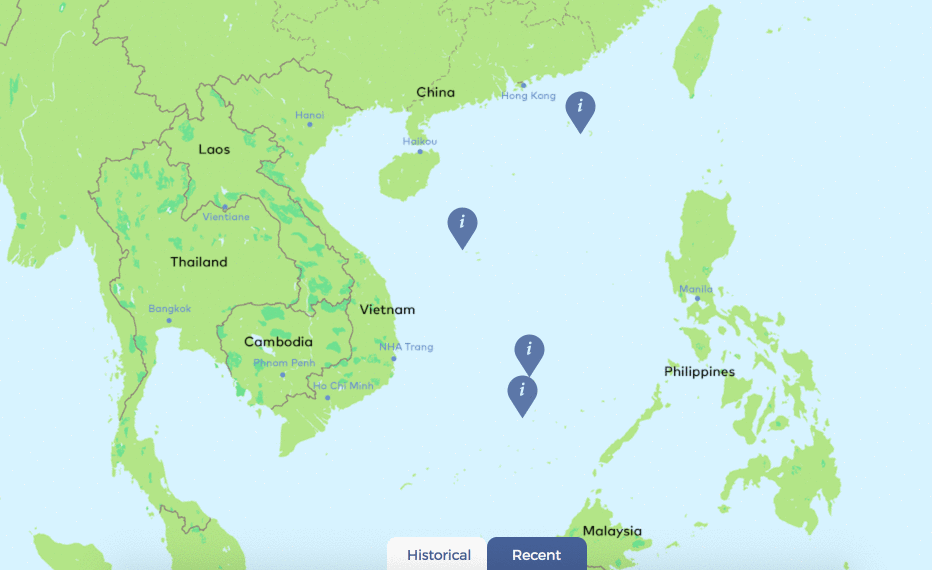 China
Hong Kong
i
Hanoi
Haikou
Laos
Vientiane
i
Thailand
Manila
Bangkok
Vietnam
Cambodia
NHA Trang
i
Phnom Penh
Philippines
Ho Chi Minh
i
Malaysia
Historical
Recent